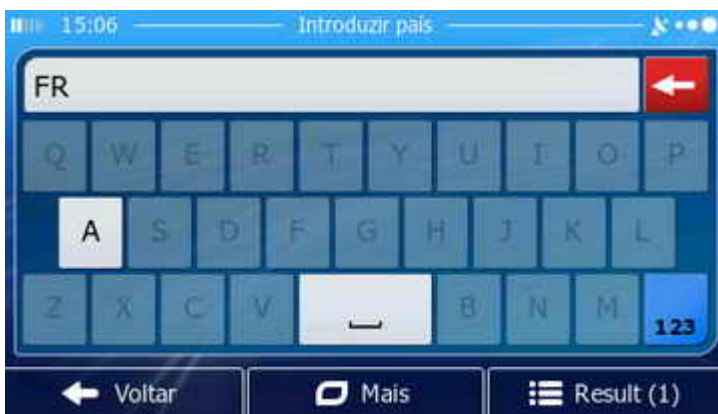 15:06 Introduzir país
FR
Q W E R T Y U I O P
A S D F G H J K L
Z X C V B N M 123
Voltar Mais Result (1)